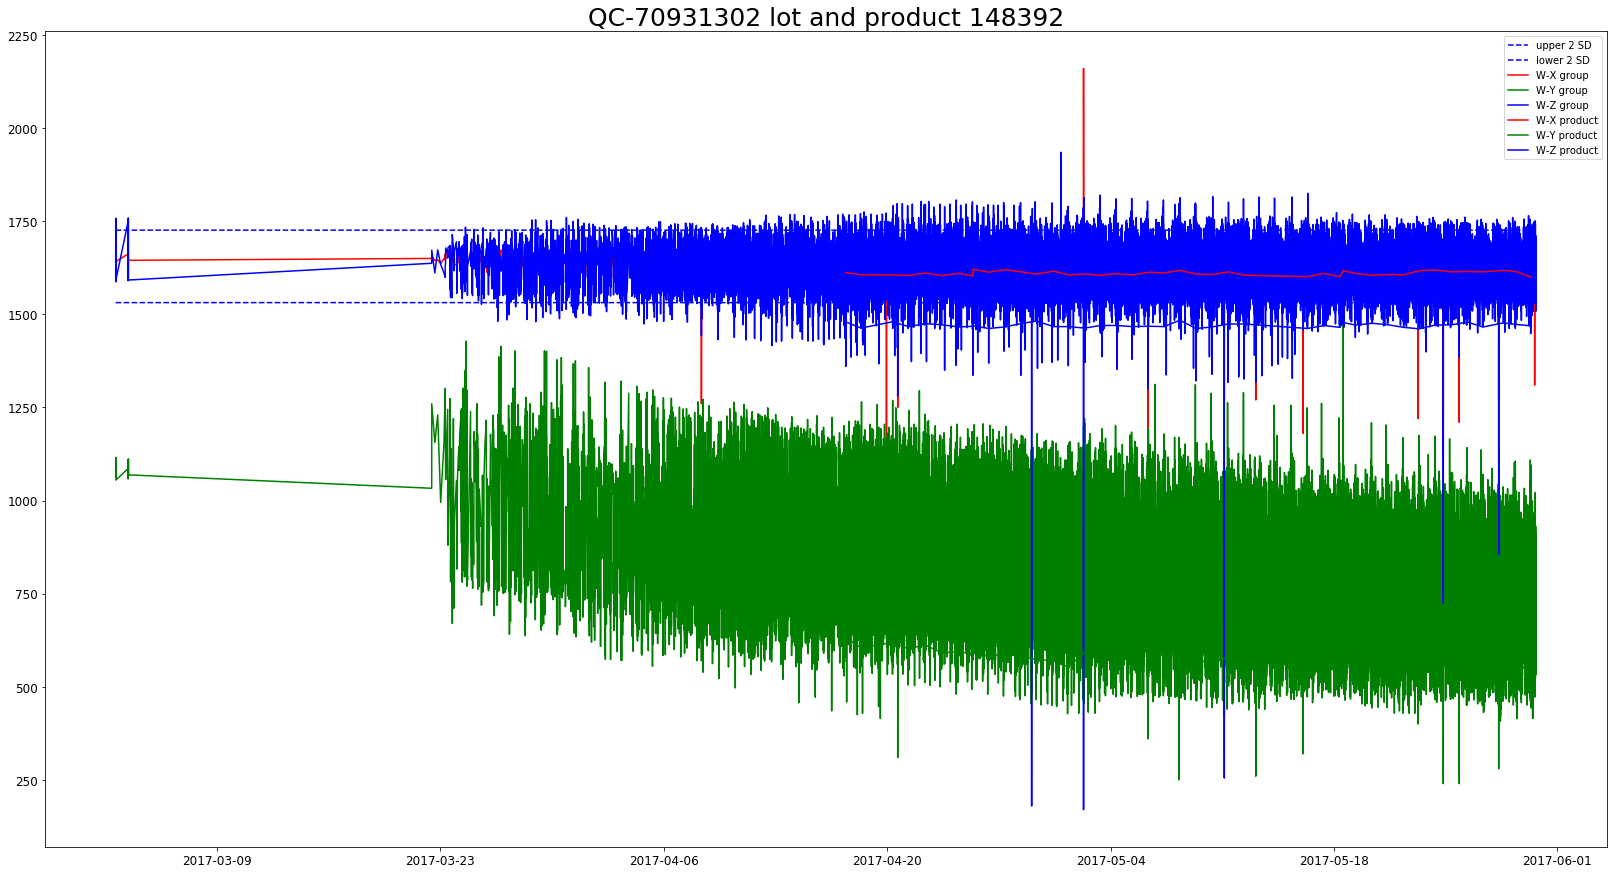 QC-70931302 lot and product 148392
2250
2000
1750
1500
1250
1000
750
500
250
upper 2 SD
lower 2 SD
W-X group
W-Y group
W-Z group
W-X product
W-Y product
W-Z product
2017-03-09
2017-03-23
2017-04-06
2017-04-20
2017-05-04
2017-05-18
2017-06-01